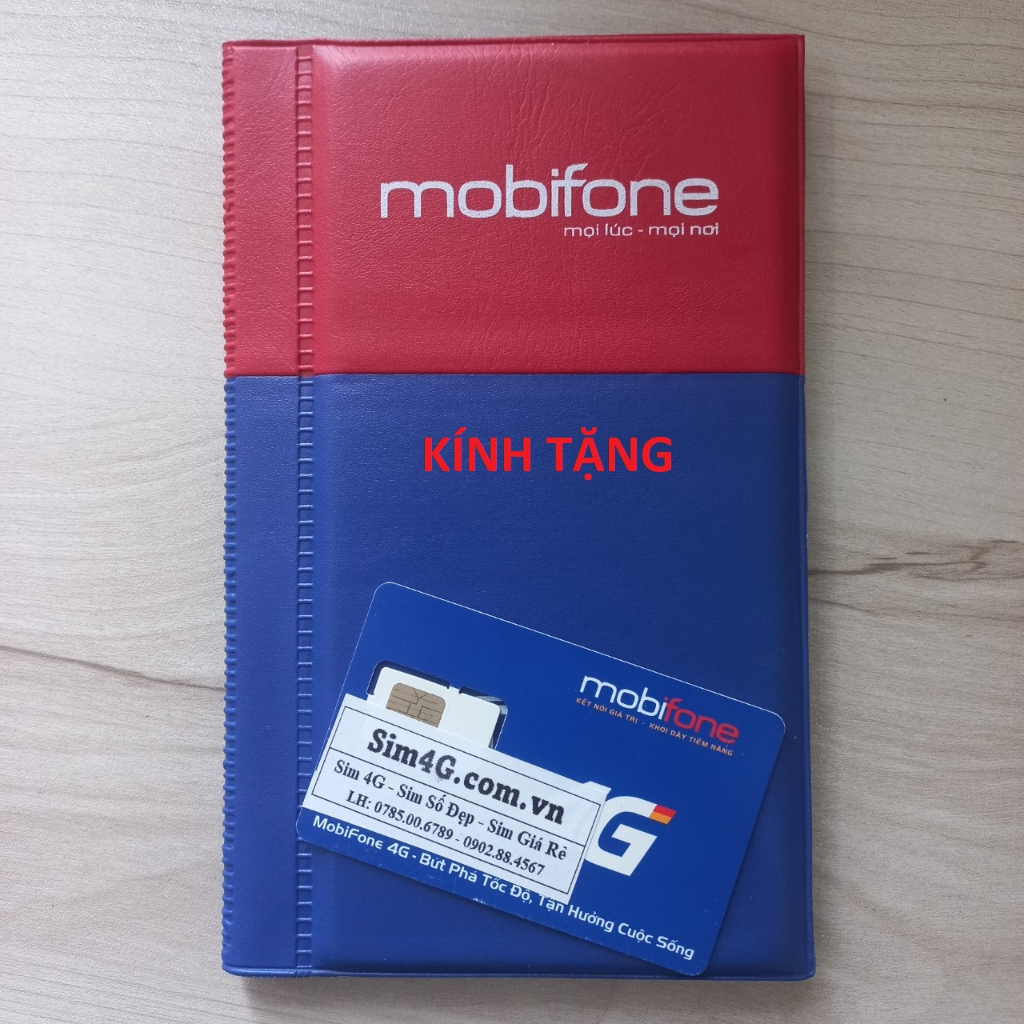 mobifone
mọi lúc - mọi nơi
KÍNH TẶNG
mobifone
KẾT NỐI GIÁ TRỊ - KHƠI DẬY TIỀM NĂNG
Sim4G.com.vn
Sim 4G - Sim Số Đẹp - Sim Giá Rẻ
LH: 0785.00.6789 - 0902.88.4567
G
MobiFone 4G - Bứt Phá Tốc Độ, Tận Hưởng Cuộc Sống